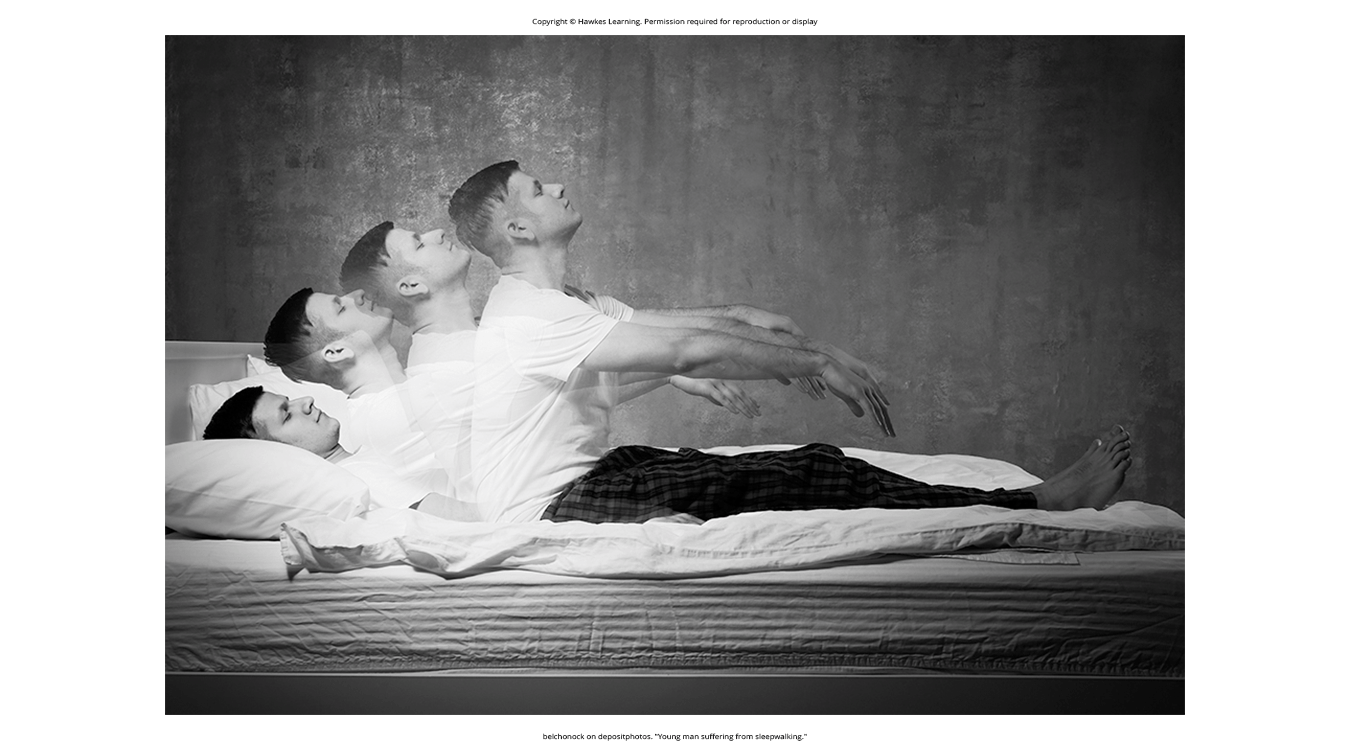 Copyright © Hawkes Learning. Permission required for reproduction or display
belchonock on depositphotos. "Young man suffering from sleepwalking."